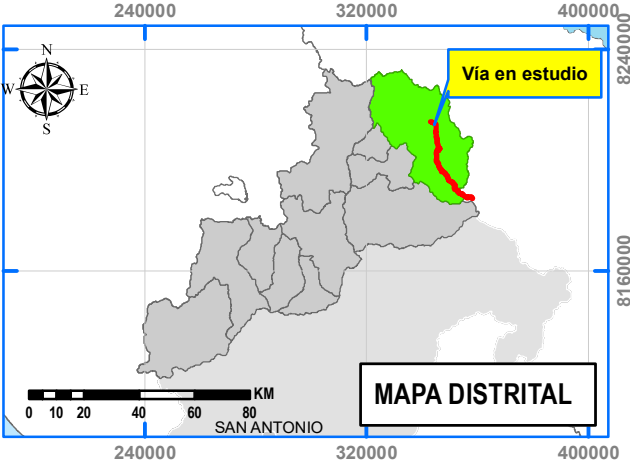 240000 320000 400000
8240000
N
W E
S
Vía en estudio
8160000
KM
0 10 20 40 60 80
MAPA DISTRITAL
SAN ANTONIO
240000 320000 400000